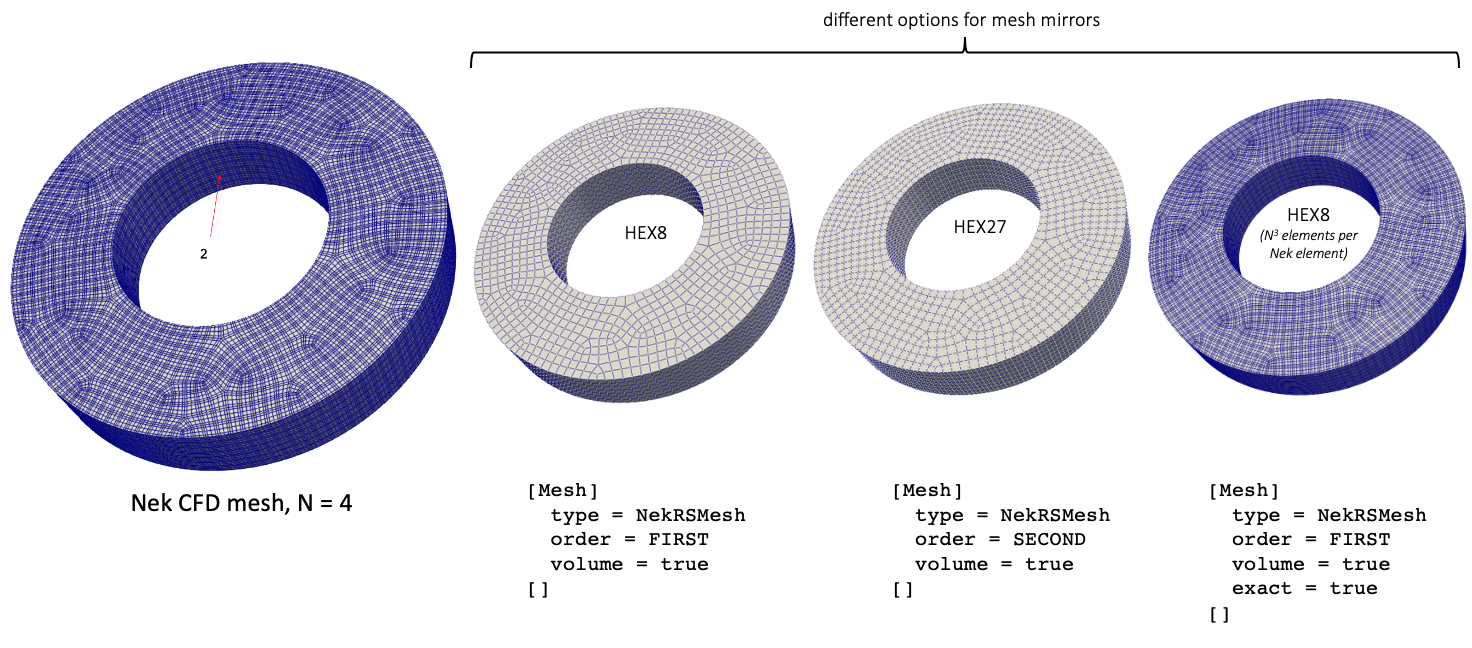 different options for mesh mirrors
2
Nek CFD mesh, N = 4
HEX8
[Mesh]
  type = NekRSMesh
  order = FIRST
  volume = true
[]
HEX27
[Mesh]
  type = NekRSMesh
  order = SECOND
  volume = true
[]
HEX8
(N³ elements per
Nek element)
[Mesh]
  type = NekRSMesh
  order = FIRST
  volume = true
  exact = true
[]